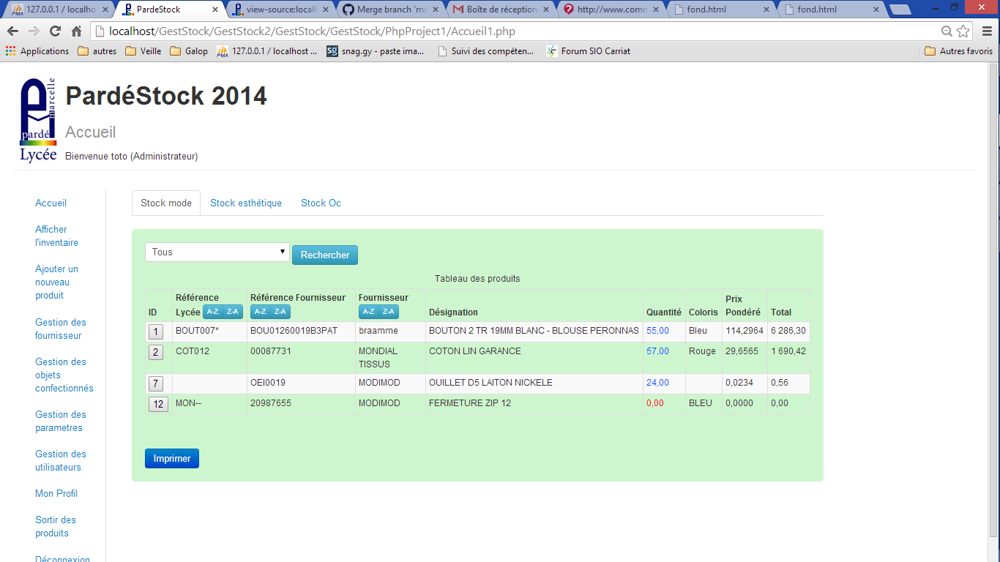 127.0.0.1 / localho
PardeStock
view-source:locall
Merge branch 'ma
Boîte de réception
http://www.comm
fond.html
fond.html
localhost/GestStock/GestStock2/GestStock/GestStock/PhpProject1/Accueil1.php
Applications
autres
Veille
Galop
127.0.0.1 / localhost ...
snag.gy - paste ima...
Suivi des compéten...
Forum SIO Carriat
Autres favoris
marcelle
pardé
Lycée
PardéStock 2014
Accueil
Bienvenue toto (Administrateur)
Accueil
Afficher
l'inventaire
Ajouter un
nouveau
produit
Gestion des
fournisseur
Gestion des
objets
confectionnés
Gestion des
parametres
Gestion des
utilisateurs
Mon Profil
Sortir des
produits
Déconnexion
Stock mode
Stock esthétique
Stock Oc
Tous
Rechercher
Tableau des produits
ID
Référence
Lycée A-Z Z-A
Référence Fournisseur
A-Z Z-A
Fournisseur
A-Z Z-A
Désignation
Quantité
Coloris
Prix
Pondéré
Total
1 BOUT007* BOU01260019B3PAT braamme BOUTON 2 TR 19MM BLANC - BLOUSE PERONNAS 55,00 Bleu 114,2964 6 286,30
2 COT012 00087731 MONDIAL COTON LIN GARANCE 57,00 Rouge 29,6565 1 690,42
TISSUS
7 OEI0019 MODIMOD OUILLET D5 LAITON NICKELE 24,00 0,0234 0,56
12 MON-- 20987655 MODIMOD FERMETURE ZIP 12 0,00 BLEU 0,0000 0,00
Imprimer